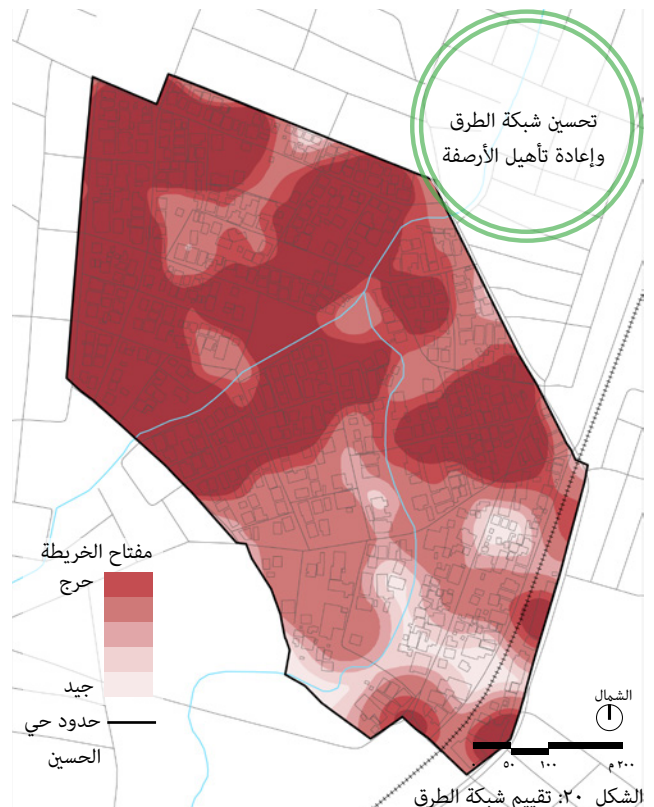 تحسين شبكة الطرق
وإعادة تأهيل الأرصفة
مفتاح الخريطة
حرج
جيد
حدود حي
الحسين
الشمال
٠ ٥٠ ١٠٠ ٢٠٠ م
الشكل ٢٠: تقييم شبكة الطرق